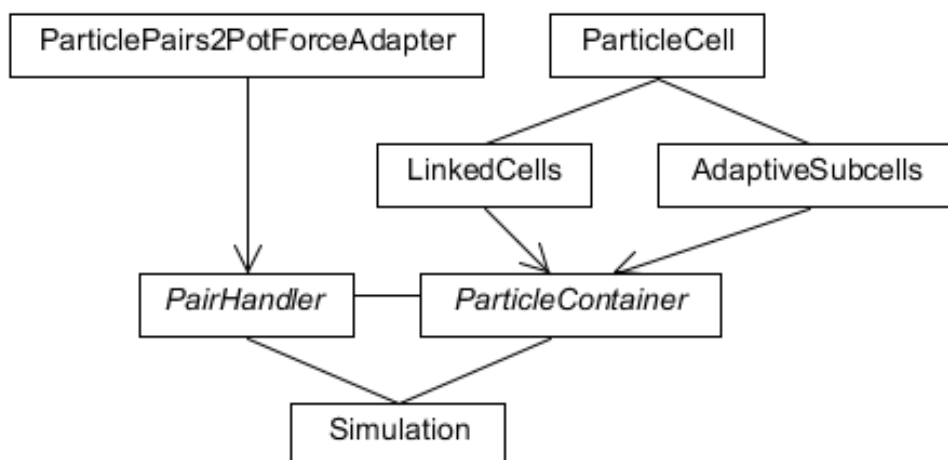 ParticlePairs2PotForceAdapter
ParticleCell
LinkedCells
AdaptiveSubcells
PairHandler
ParticleContainer
Simulation